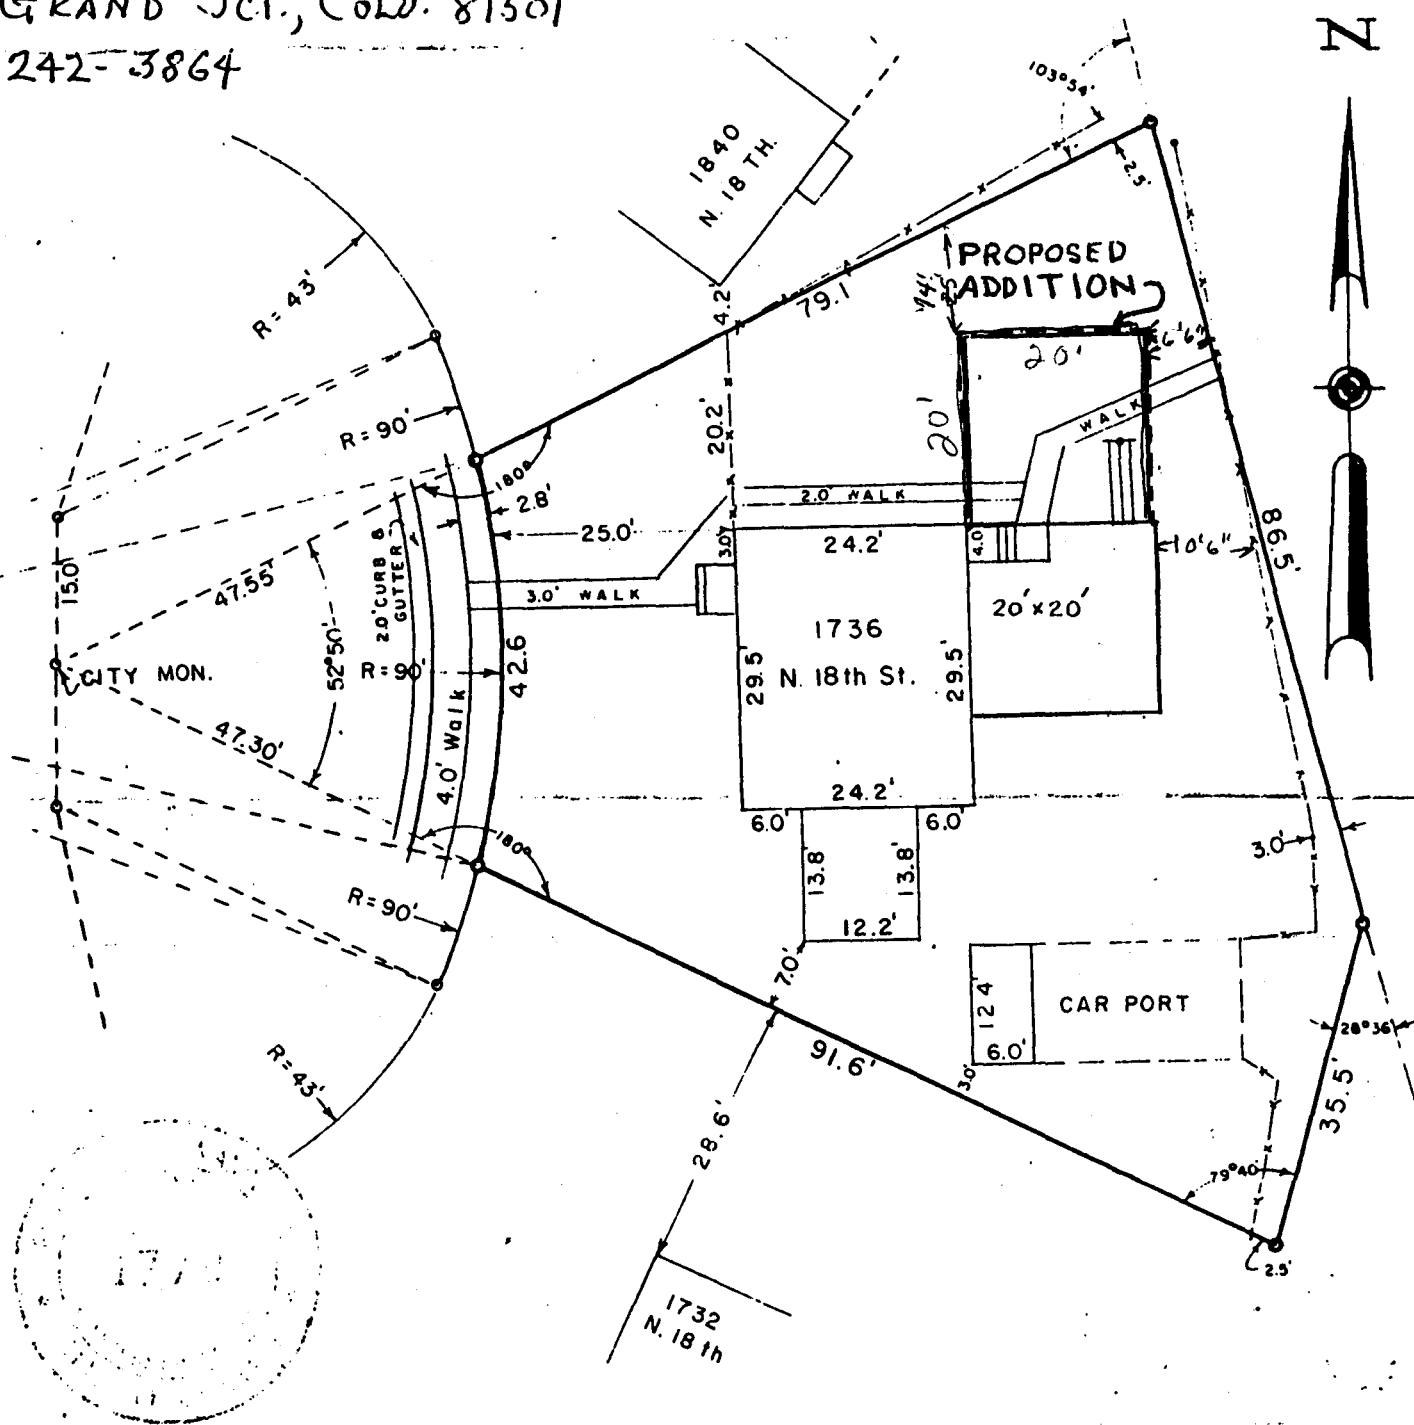 GRAND JCT., COLO. 81501
242-3864
N
103°54'
2.5'
1840
N. 18 TH.
R=43'
4.2'
79.1
PROPOSED
ADDITION
6'6"
20'
20'
WALK
R=90'
180°
2.8'
20.2'
2.0' WALK
25.0'
3.0'
24.2'
4.0'
10'6"
86.5'
15.0'
47.55'
2.0' CURB &
GUTTER
3.0' WALK
20'x20'
1736
N. 18th St.
52°50'
CITY MON.
R=90'
42.6
29.5'
29.5'
47.30'
4.0' Walk
24.2'
6.0'
6.0'
180°
13.8
13.8'
3.0'
R=90'
12.2'
7.0'
12 4'
CAR PORT
28°36'
6.0'
91.6'
3.0'
R=43'
28.6'
35.5'
79°40'
2.5'
1732
N. 18 th